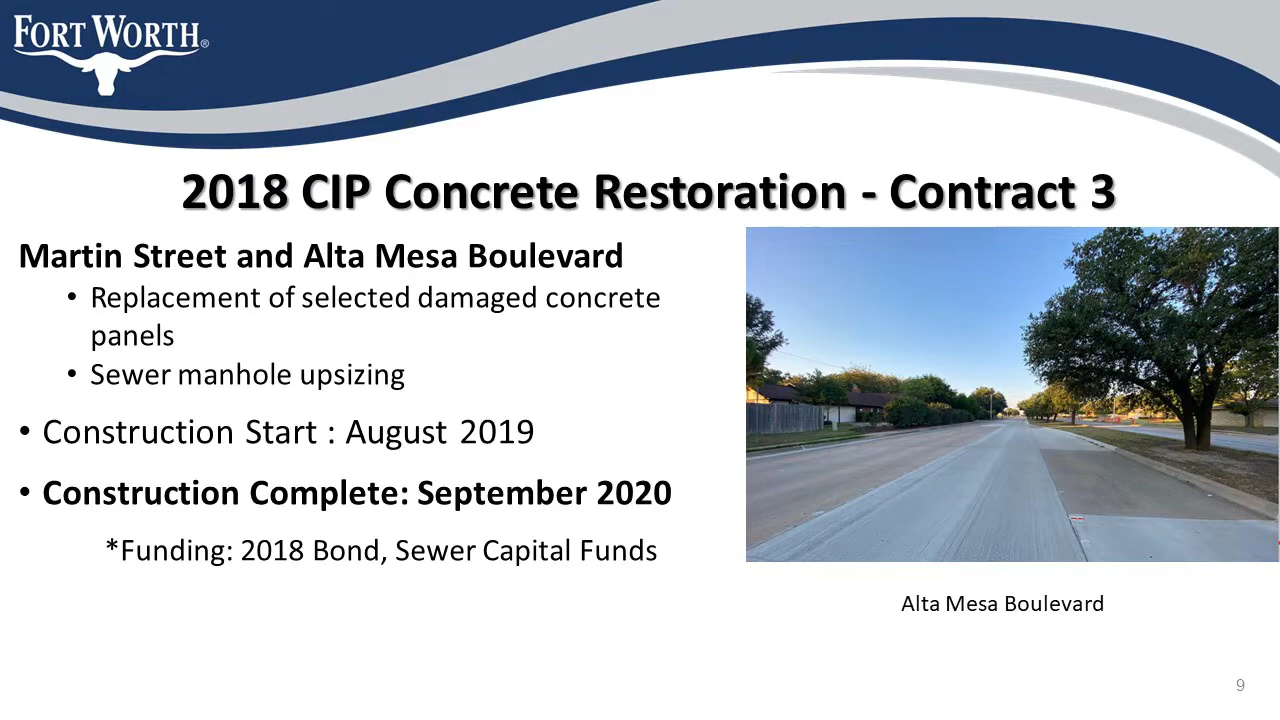 FORT WORTH®
2018 CIP Concrete Restoration - Contract 3
Martin Street and Alta Mesa Boulevard
• Replacement of selected damaged concrete
panels
• Sewer manhole upsizing
• Construction Start : August 2019
• Construction Complete: September 2020
*Funding: 2018 Bond, Sewer Capital Funds
Alta Mesa Boulevard
9